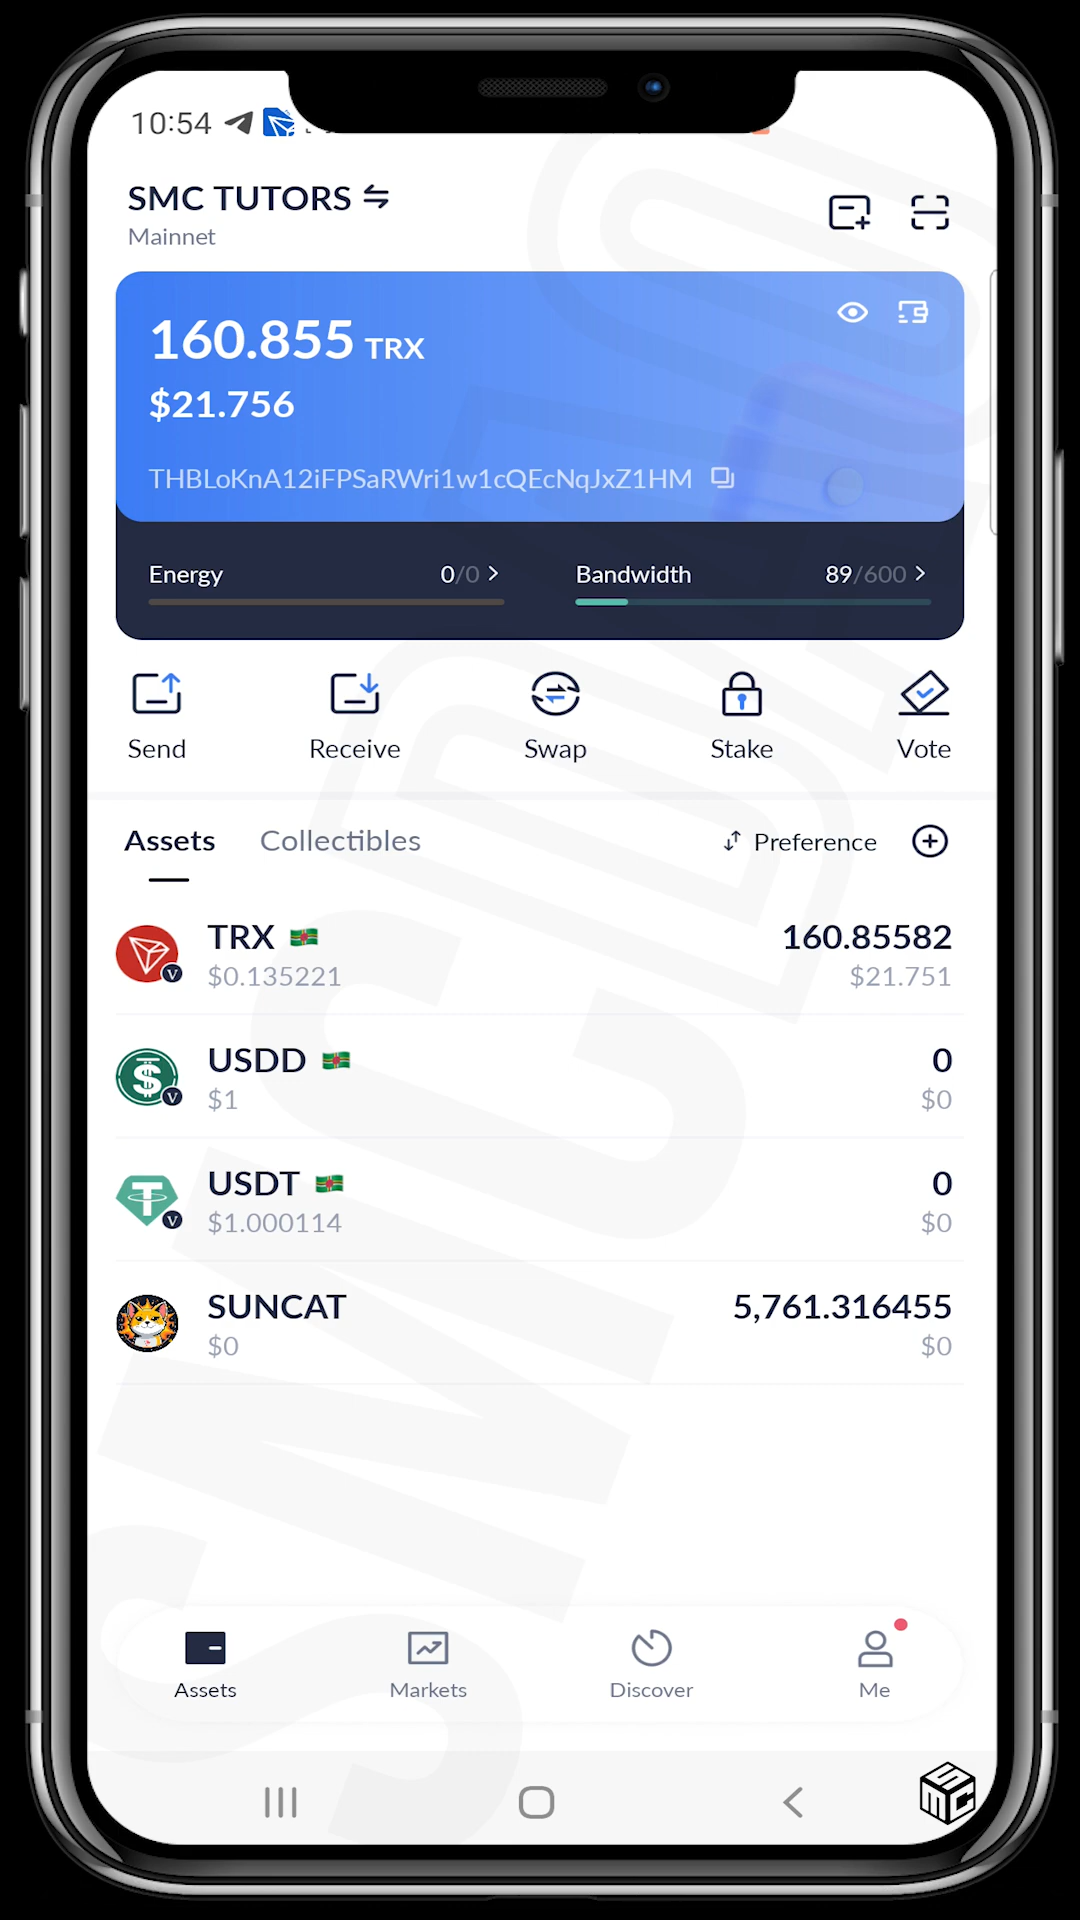 10:54
SMC TUTORS
Mainnet
160.855 TRX
$21.756
THBLoKnA12iFPSaRWri1w1cQEcNqJxZ1HM
Energy 0/0 Bandwidth 89/600
Send Receive Swap Stake Vote
Assets Collectibles Preference
TRX 160.85582
$0.135221 $21.751
USDD 0
$1 $0
USDT 0
$1.000114 $0
SUNCAT 5,761.316455
$0 $0
Assets Markets Discover Me
SMCDAO
SMC